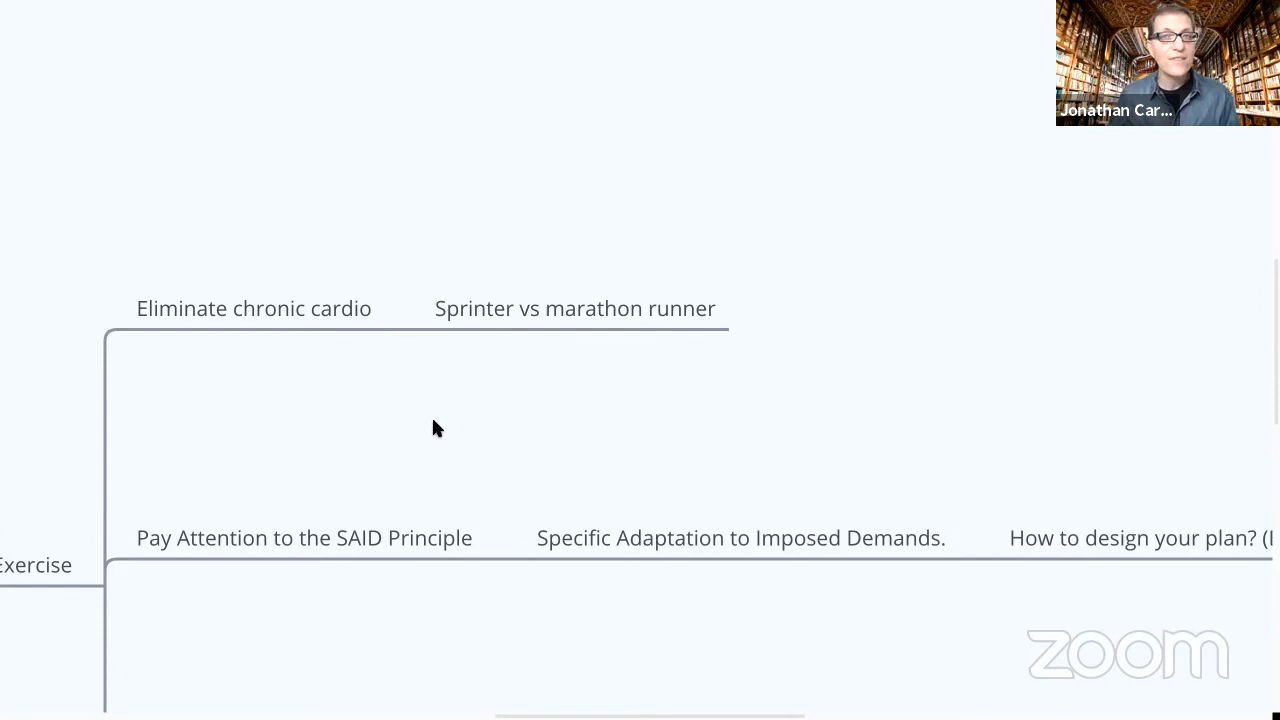 Jonathan Car...
Eliminate chronic cardio Sprinter vs marathon runner
Pay Attention to the SAID Principle Specific Adaptation to Imposed Demands. How to design your plan? (
Exercise
zoom